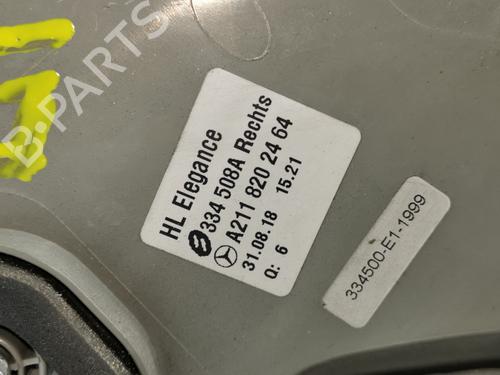 HL Elegance
334 508A Rechts
A211 820 24 64
31.08.18 15.21
Q: 6
334500-E1-1999
B-PARTS